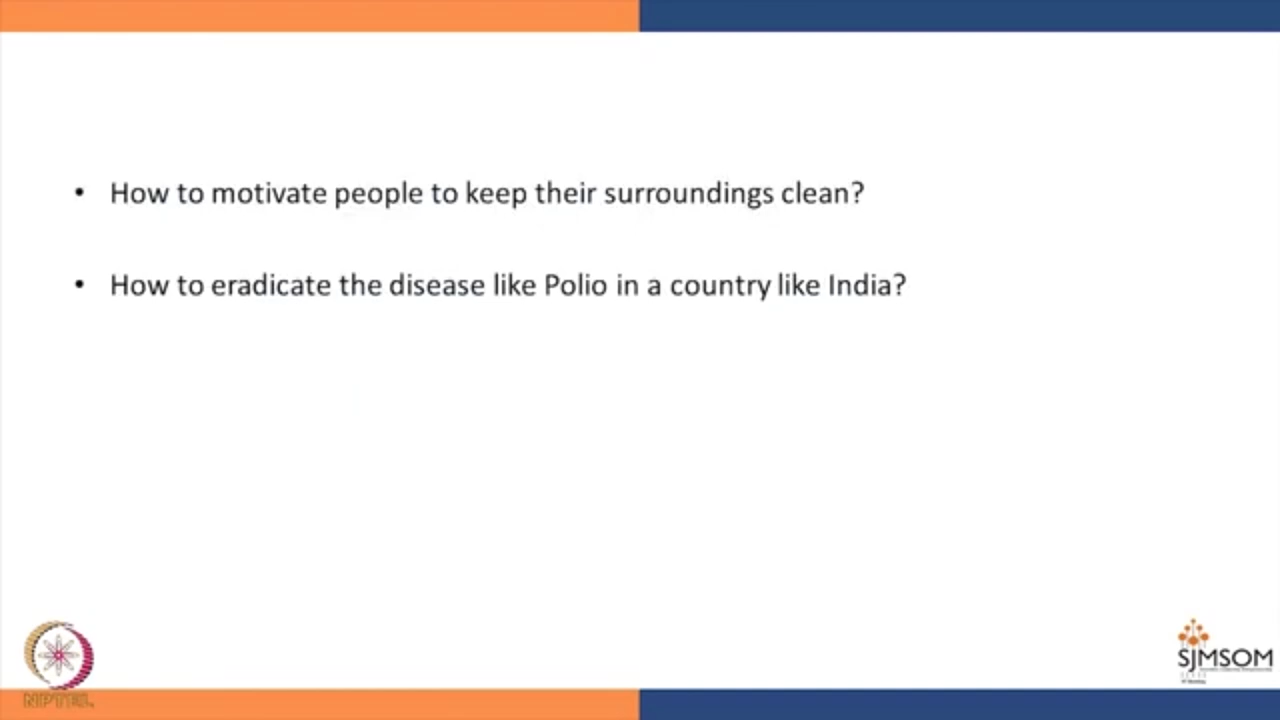 • How to motivate people to keep their surroundings clean?
• How to eradicate the disease like Polio in a country like India?
NPTEL
SJMSOM